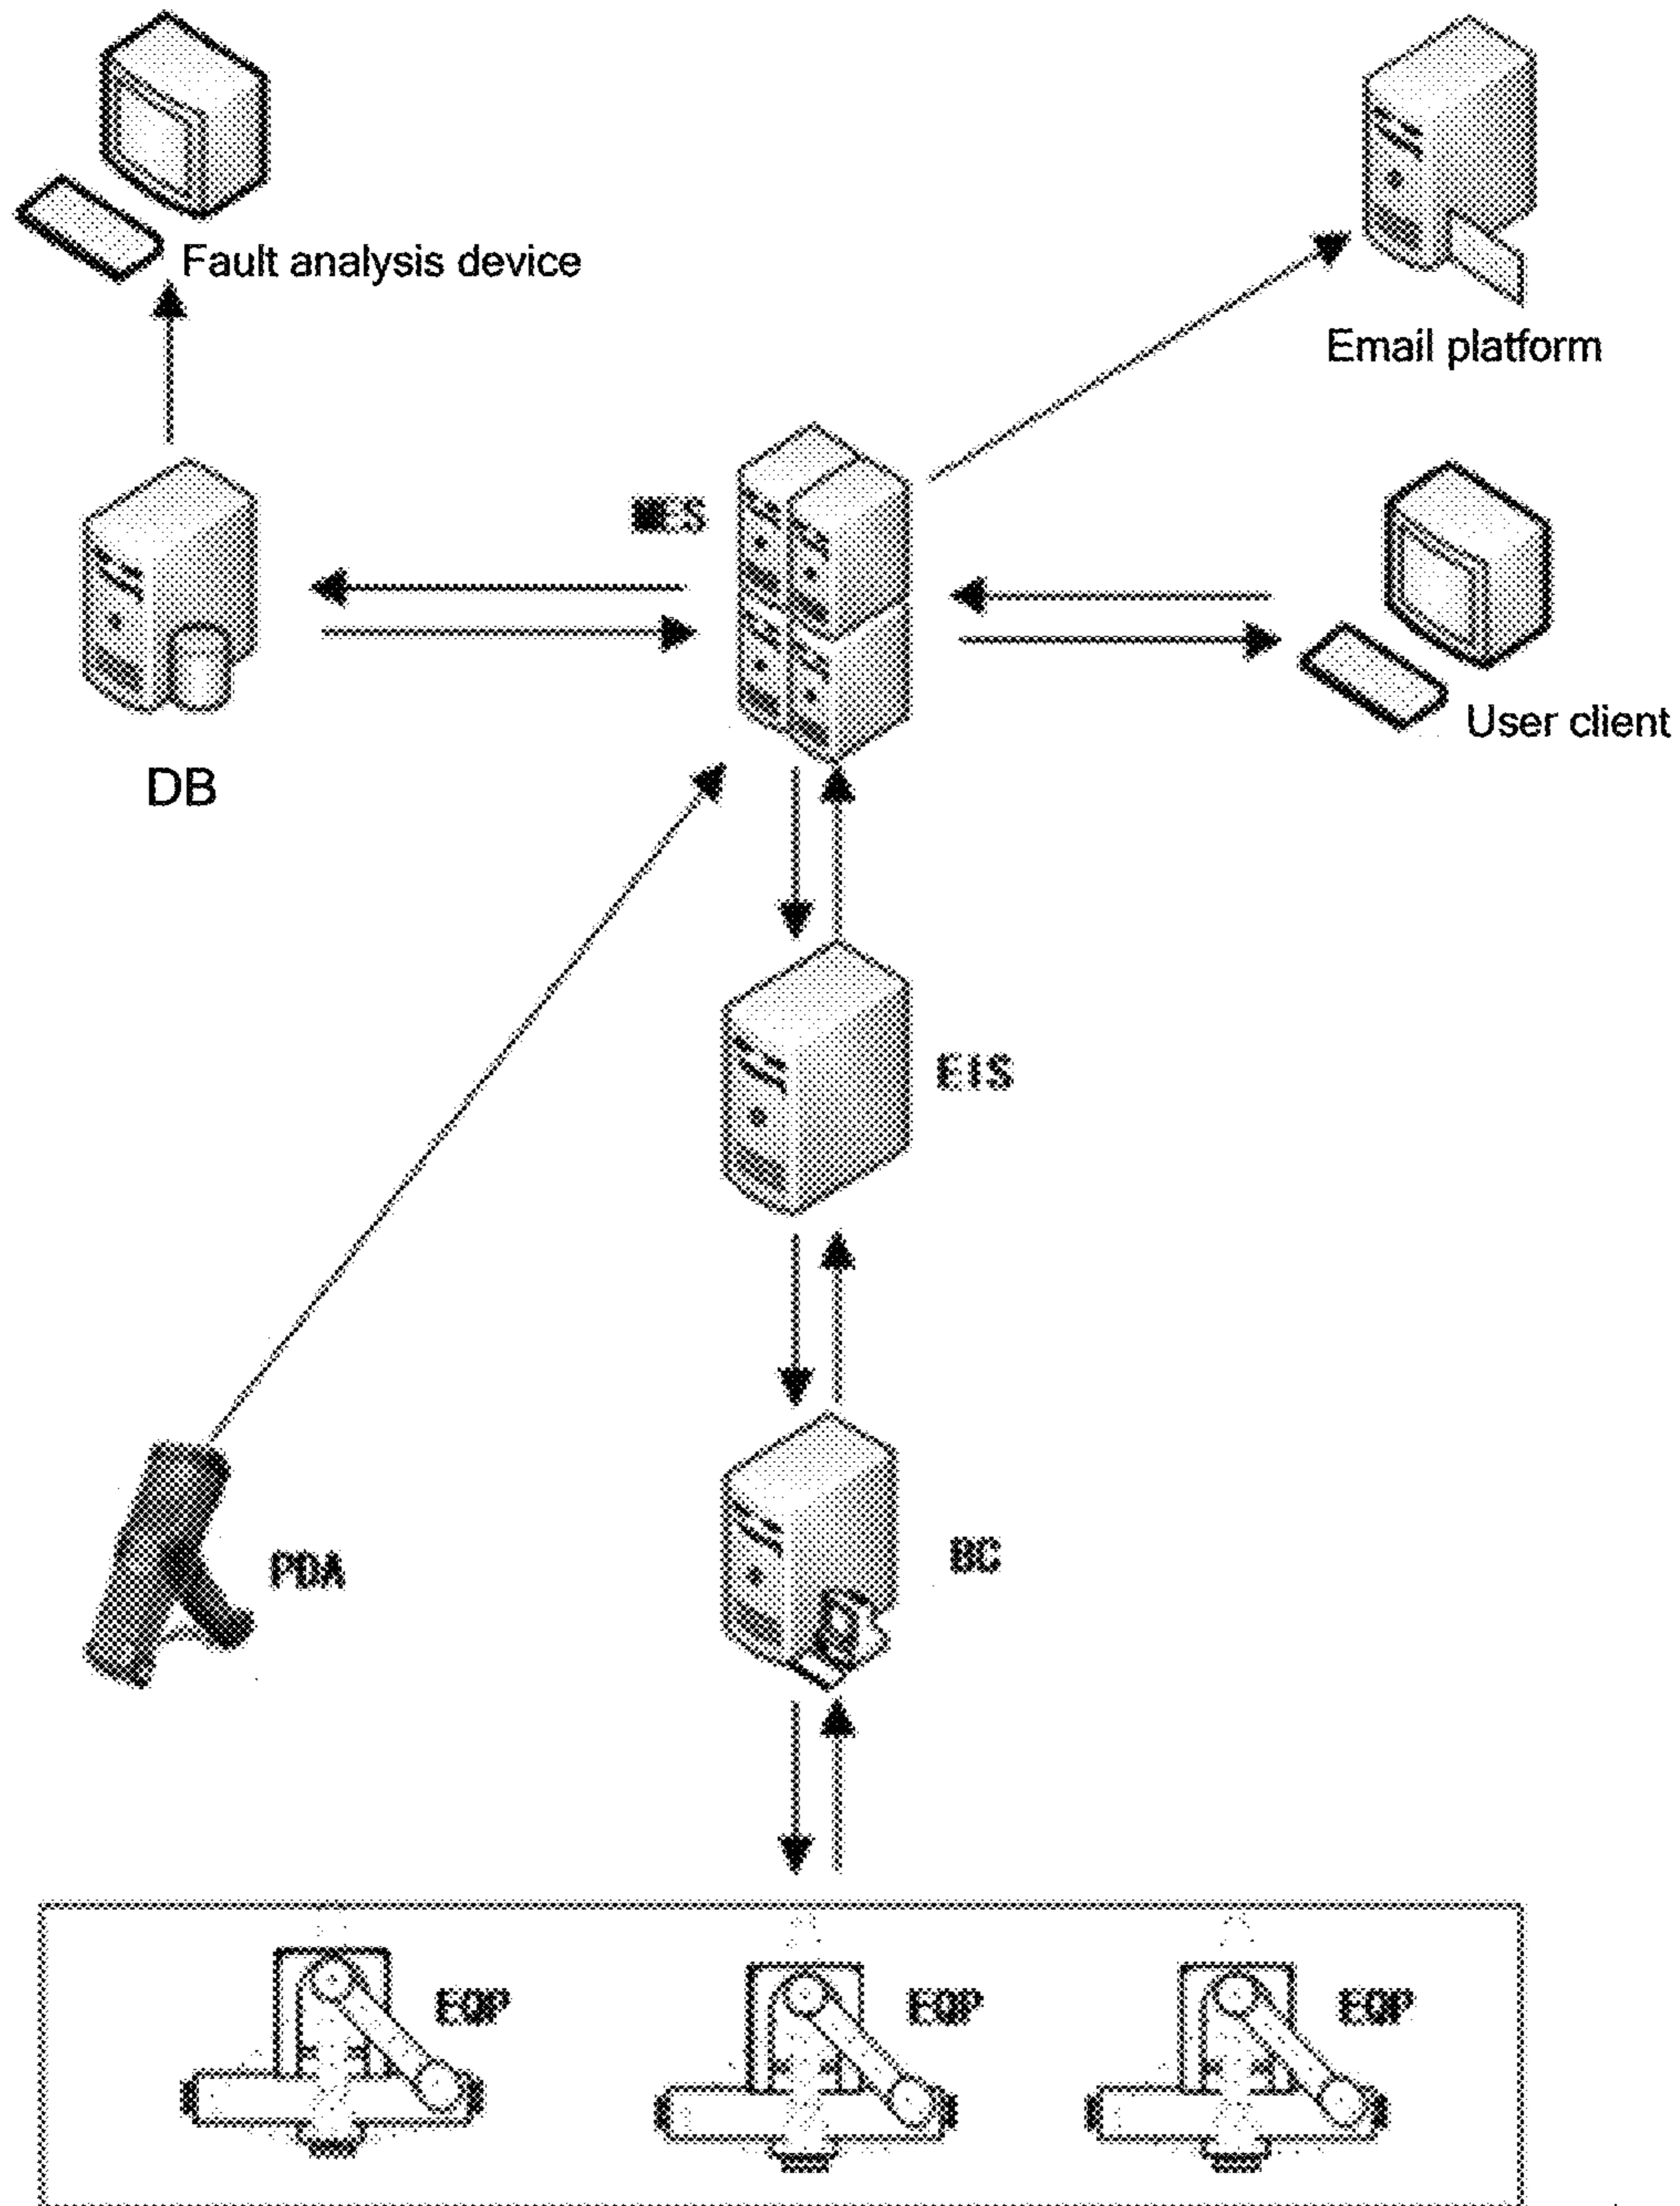 Fault analysis device
Email platform
MES
User client
DB
EIS
PDA
BC
EQP
EQP
EQP